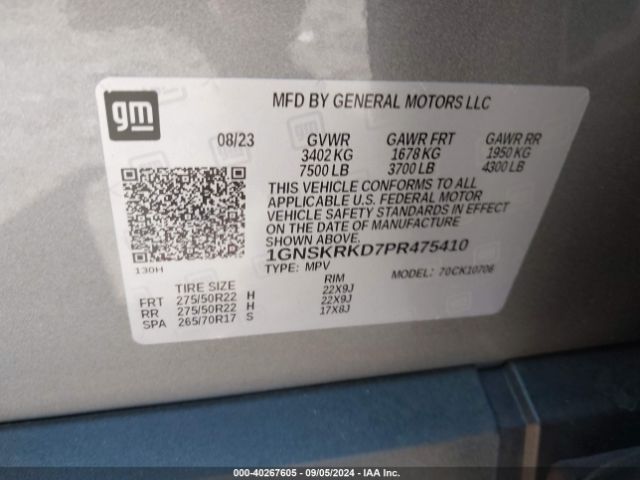 gm
MFD BY GENERAL MOTORS LLC
08/23 GVWR GAWR FRT GAWR RR
3402 KG 1678 KG 1950 KG
7500 LB 3700 LB 4300 LB
THIS VEHICLE CONFORMS TO ALL
APPLICABLE U.S. FEDERAL MOTOR
VEHICLE SAFETY STANDARDS IN EFFECT
ON THE DATE OF MANUFACTURE
SHOWN ABOVE.
1GNSKRKD7PR475410
130H
TYPE: MPV MODEL: 70CK10706
TIRE SIZE RIM
FRT 275/50R22 H 22X9J
RR 275/50R22 H 22X9J
SPA 265/70R17 S 17X8J
000-40267605 - 09/05/2024 - IAA Inc.